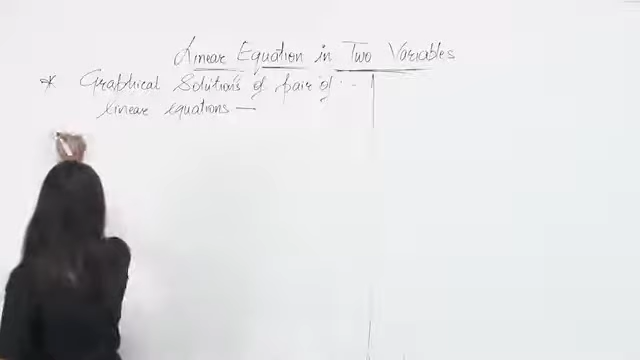 Linear Equation in Two Variables
* Graphical Solutions of pair of
linear equations —